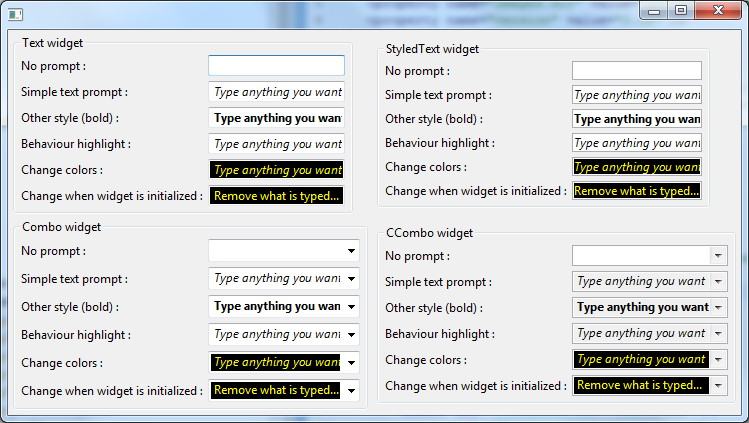 Text widget
No prompt :
Simple text prompt : Type anything you want
Other style (bold) : Type anything you wan
Behaviour highlight : Type anything you want
Change colors : Type anything you want
Change when widget is initialized : Remove what is typed...
StyledText widget
No prompt :
Simple text prompt : Type anything you want
Other style (bold) : Type anything you wan
Behaviour highlight : Type anything you want
Change colors : Type anything you want
Change when widget is initialized : Remove what is typed...
Combo widget
No prompt :
Simple text prompt : Type anything you want
Other style (bold) : Type anything you wan
Behaviour highlight : Type anything you want
Change colors : Type anything you want
Change when widget is initialized : Remove what is typed...
CCombo widget
No prompt :
Simple text prompt : Type anything you want
Other style (bold) : Type anything you want
Behaviour highlight : Type anything you want
Change colors : Type anything you want
Change when widget is initialized : Remove what is typed...